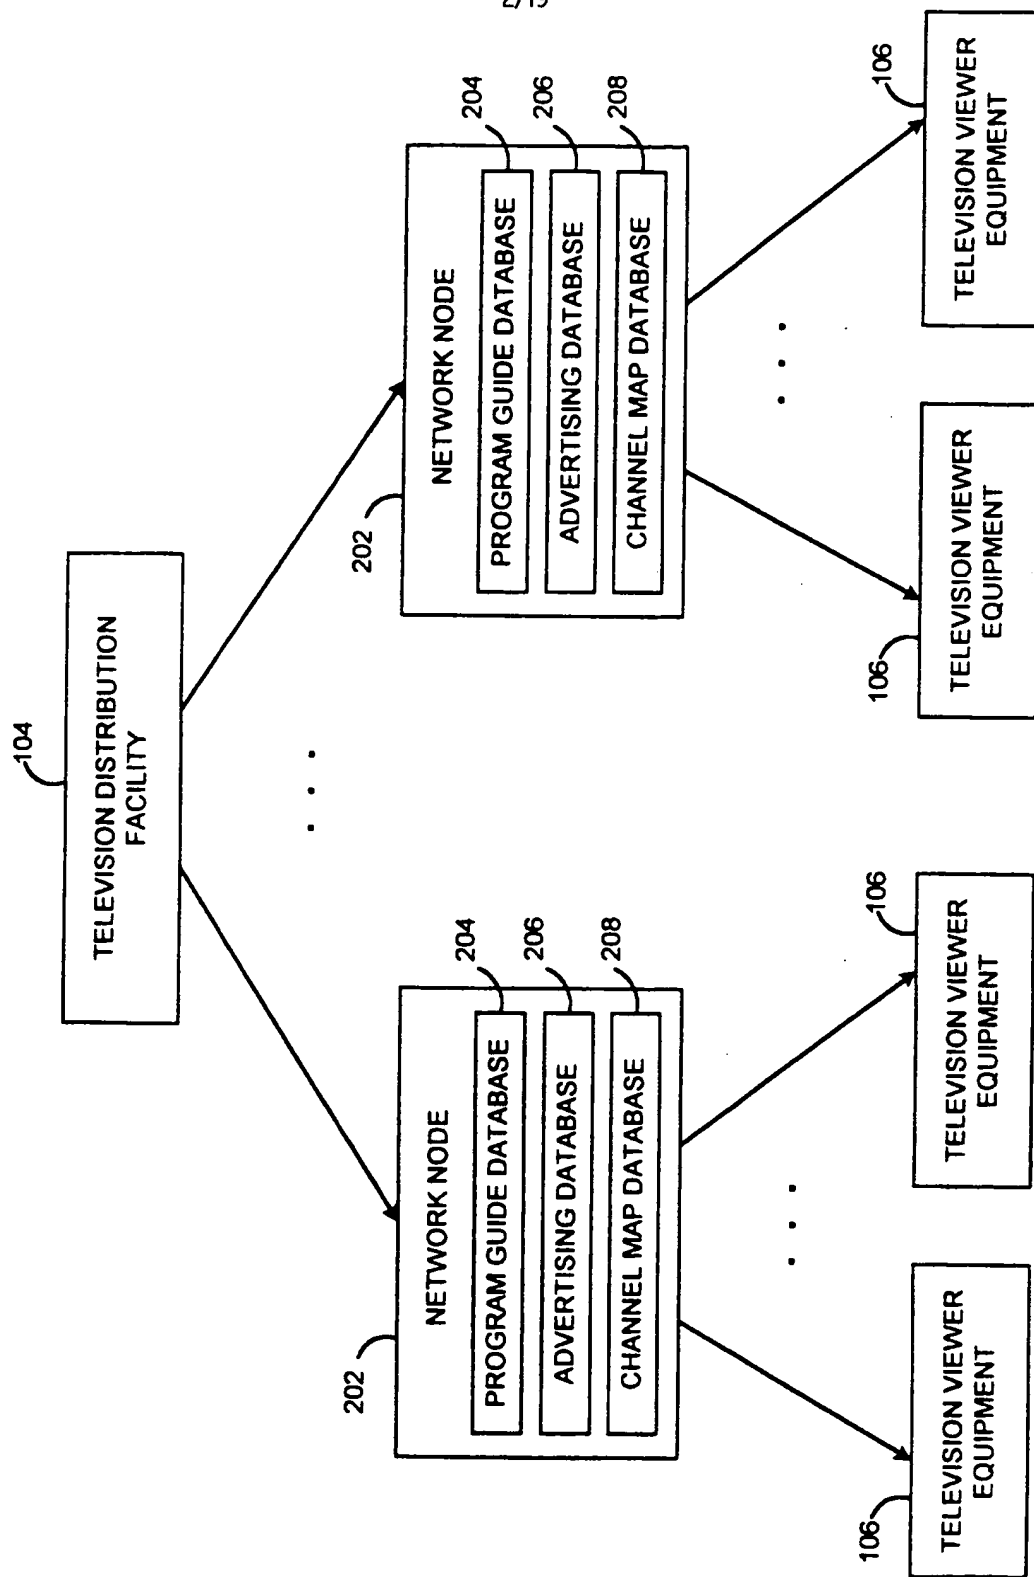 2/19
104
TELEVISION DISTRIBUTION
FACILITY
202
NETWORK NODE
PROGRAM GUIDE DATABASE
204
ADVERTISING DATABASE
206
CHANNEL MAP DATABASE
208
202
NETWORK NODE
PROGRAM GUIDE DATABASE
204
ADVERTISING DATABASE
206
CHANNEL MAP DATABASE
208
106
TELEVISION VIEWER
EQUIPMENT
106
TELEVISION VIEWER
EQUIPMENT
106
TELEVISION VIEWER
EQUIPMENT
106
TELEVISION VIEWER
EQUIPMENT